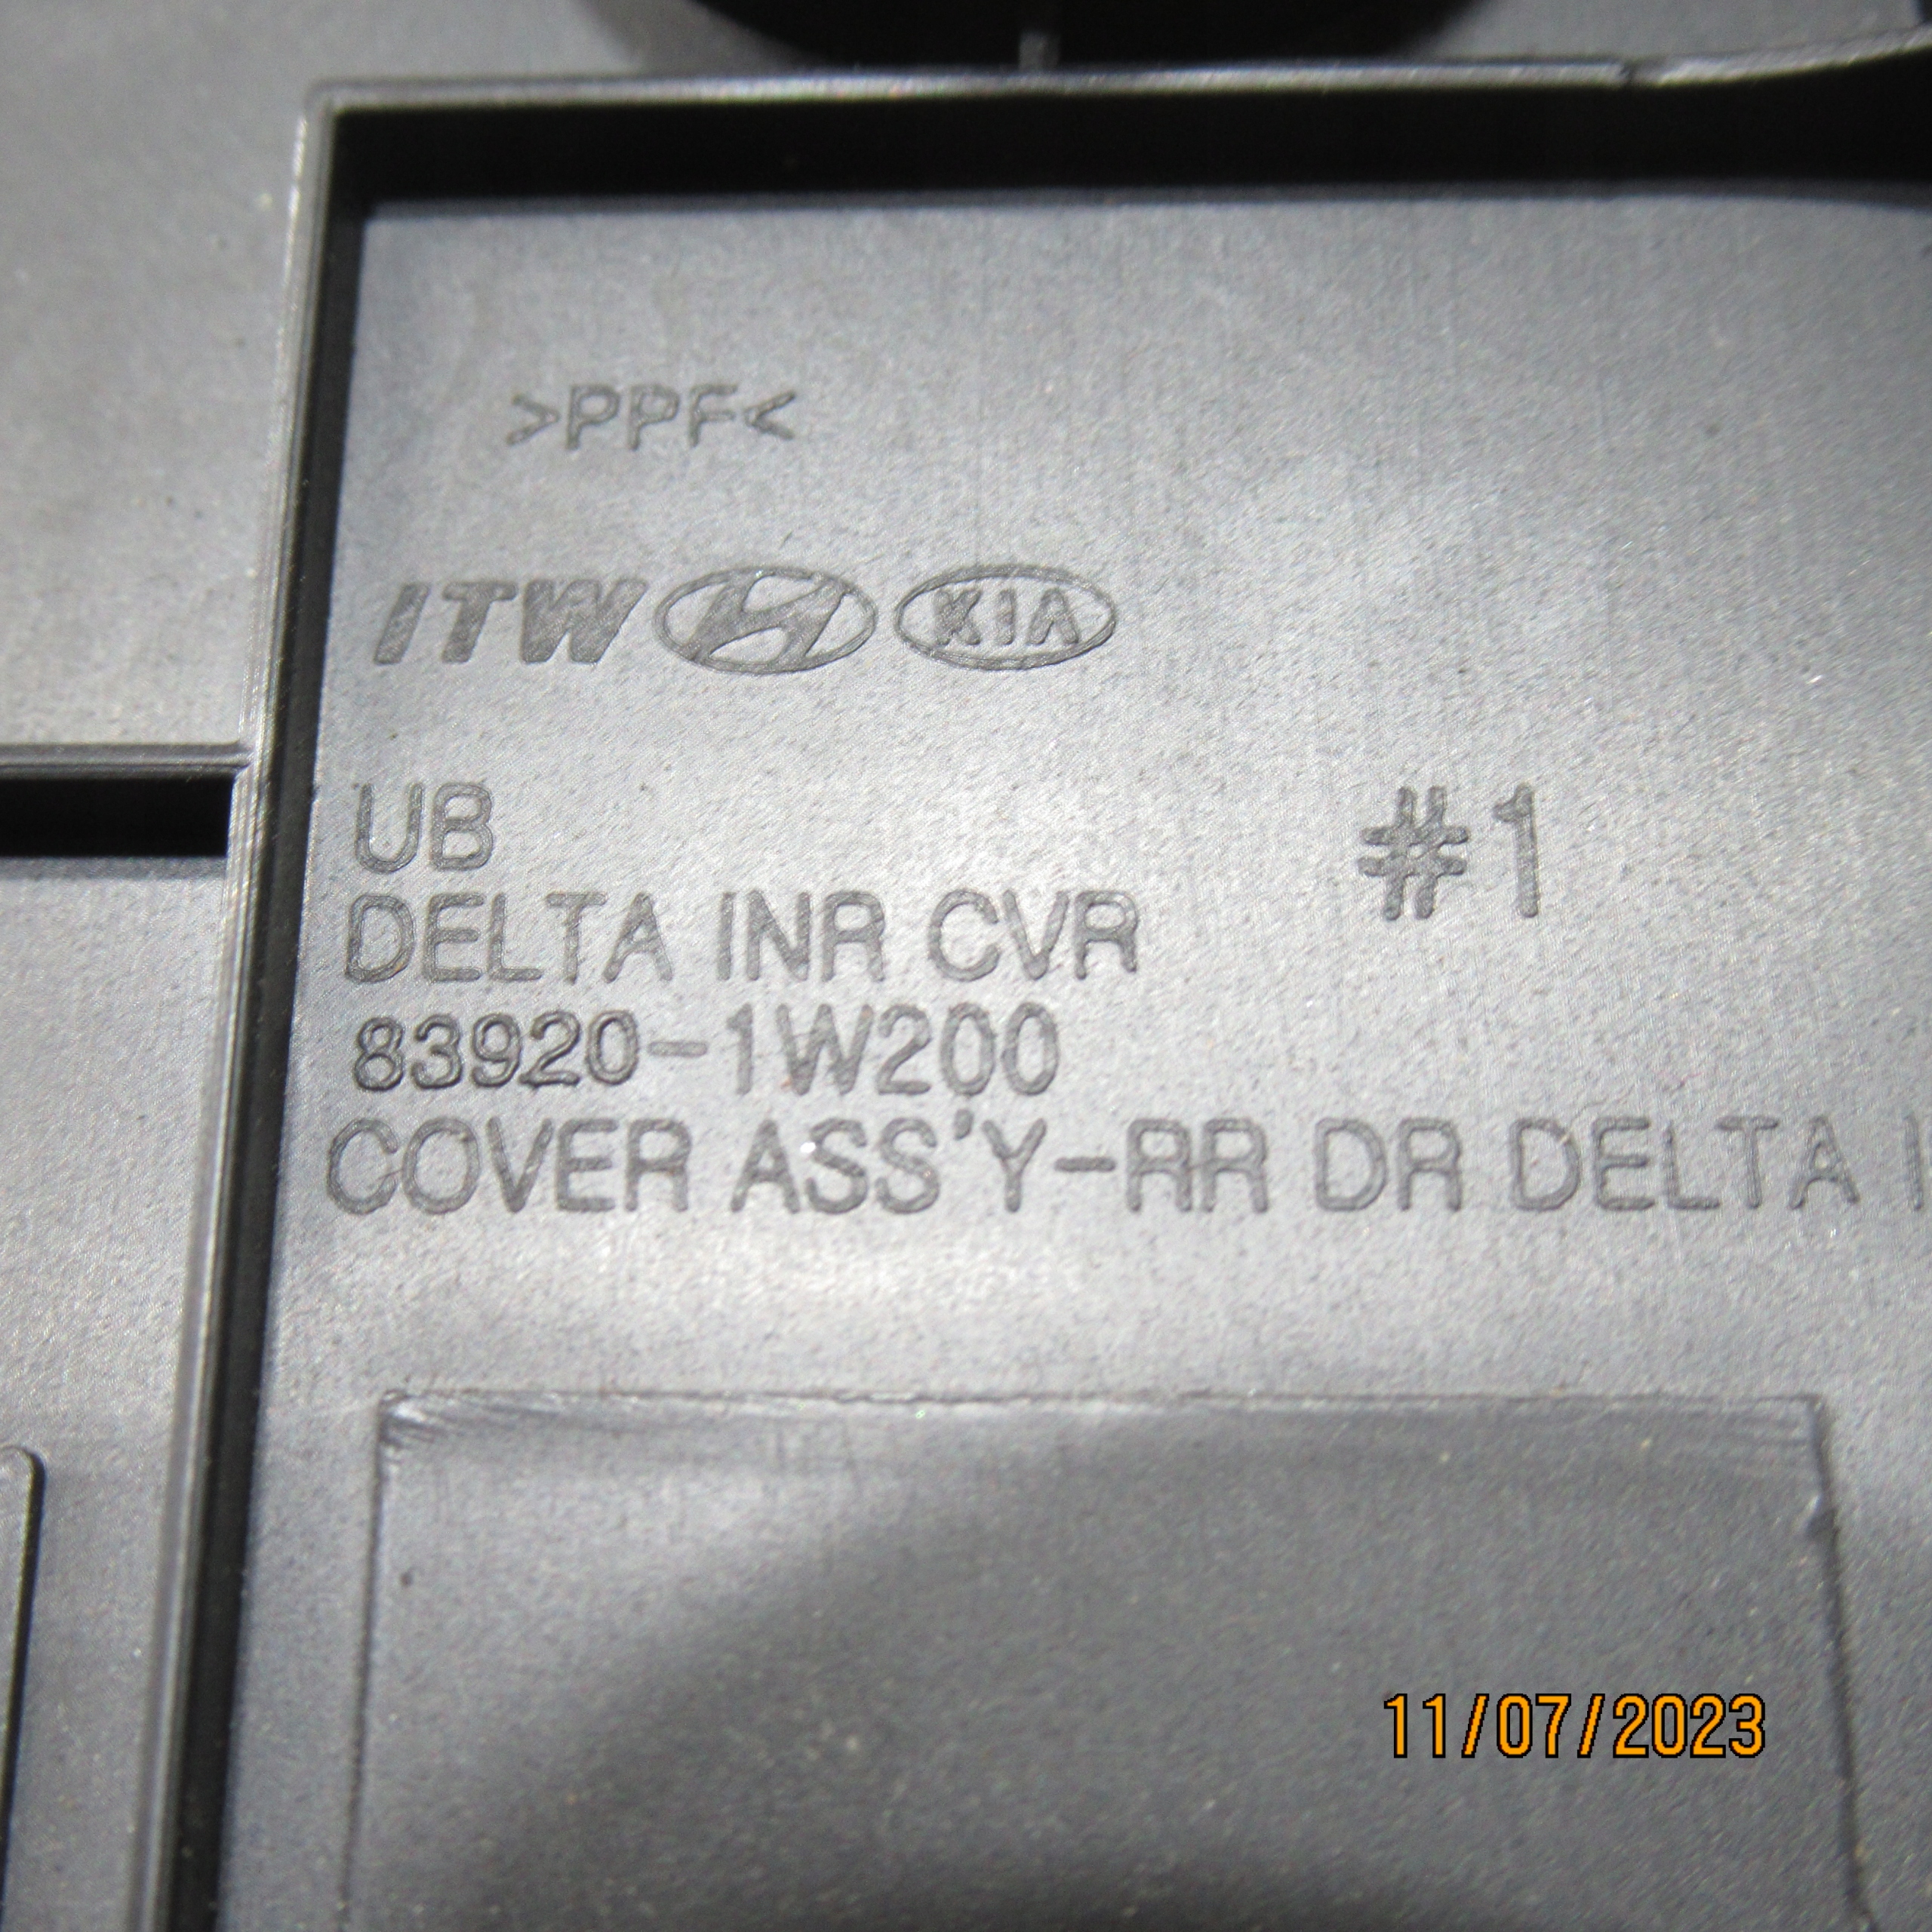 >PPF<
ITW KIA
UB
#1
DELTA INR CVR
83920-1W200
COVER ASS'Y-RR DR DELTA
11/07/2023